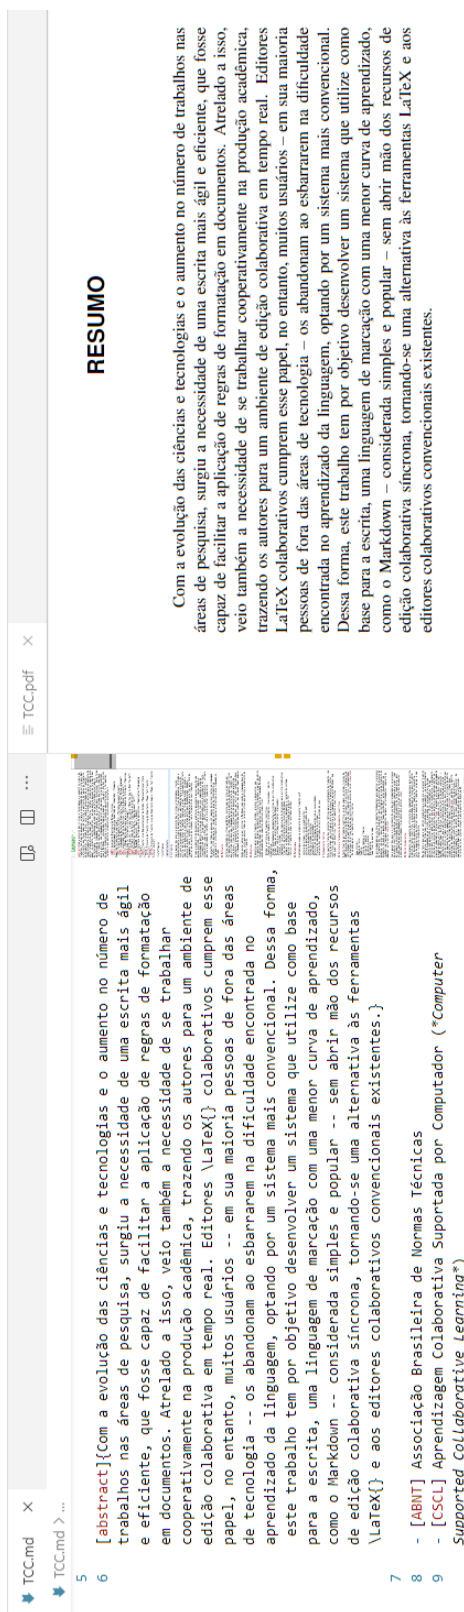 TCC.md ×
TCC.md > ...
5
6 [abstract]{Com a evolução das ciências e tecnologias e o aumento no número de
trabalhos nas áreas de pesquisa, surgiu a necessidade de uma escrita mais ágil
e eficiente, que fosse capaz de facilitar a aplicação de regras de formatação
em documentos. Atrelado a isso, veio também a necessidade de se trabalhar
cooperativamente na produção acadêmica, trazendo os autores para um ambiente de
edição colaborativa em tempo real. Editores \LaTeX{} colaborativos cumprem esse
papel, no entanto, muitos usuários -- em sua maioria pessoas de fora das áreas
de tecnologia -- os abandonam ao esbarrarem na dificuldade encontrada no
aprendizado da linguagem, optando por um sistema mais convencional. Dessa forma,
este trabalho tem por objetivo desenvolver um sistema que utilize como base
para a escrita, uma linguagem de marcação com uma menor curva de aprendizado,
como o Markdown -- considerada simples e popular -- sem abrir mão dos recursos
de edição colaborativa síncrona, tornando-se uma alternativa às ferramentas
\LaTeX{} e aos editores colaborativos convencionais existentes.}
7
8 - [ABNT] Associação Brasileira de Normas Técnicas
9 - [CSCL] Aprendizagem Colaborativa Suportada por Computador (*Computer
Supported Collaborative Learning*)
TCC.pdf ×
RESUMO
Com a evolução das ciências e tecnologias e o aumento no número de trabalhos nas
áreas de pesquisa, surgiu a necessidade de uma escrita mais ágil e eficiente, que fosse
capaz de facilitar a aplicação de regras de formatação em documentos. Atrelado a isso,
veio também a necessidade de se trabalhar cooperativamente na produção acadêmica,
trazendo os autores para um ambiente de edição colaborativa em tempo real. Editores
LaTeX colaborativos cumprem esse papel, no entanto, muitos usuários – em sua maioria
pessoas de fora das áreas de tecnologia – os abandonam ao esbarrarem na dificuldade
encontrada no aprendizado da linguagem, optando por um sistema mais convencional.
Dessa forma, este trabalho tem por objetivo desenvolver um sistema que utilize como
base para a escrita, uma linguagem de marcação com uma menor curva de aprendizado,
como o Markdown – considerada simples e popular – sem abrir mão dos recursos de
edição colaborativa síncrona, tornando-se uma alternativa às ferramentas LaTeX e aos
editores colaborativos convencionais existentes.